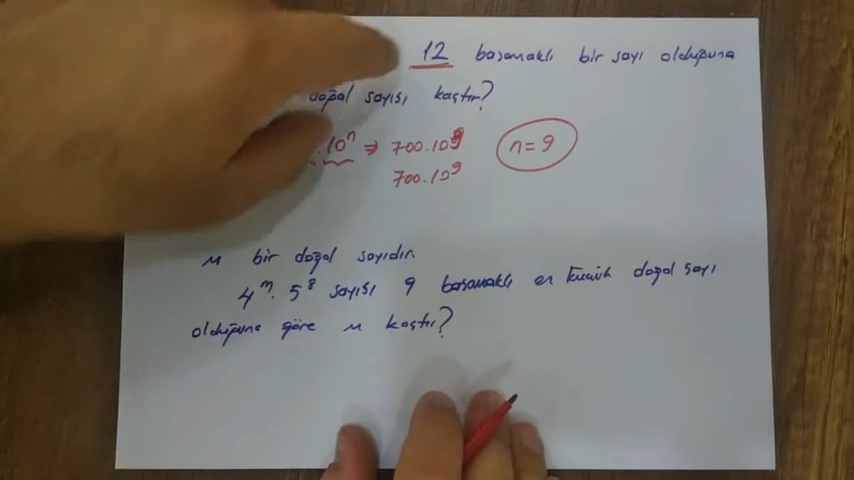 12 basamaklı bir sayı olduğuna
doğal sayısı kaçtır?
.10ⁿ ⇒ 700.10⁹ n=9
700.10⁹
m bir doğal sayıdır.
4ᵐ. 5⁸ sayısı 9 basamaklı en küçük doğal sayı
olduğuna göre m kaçtır?